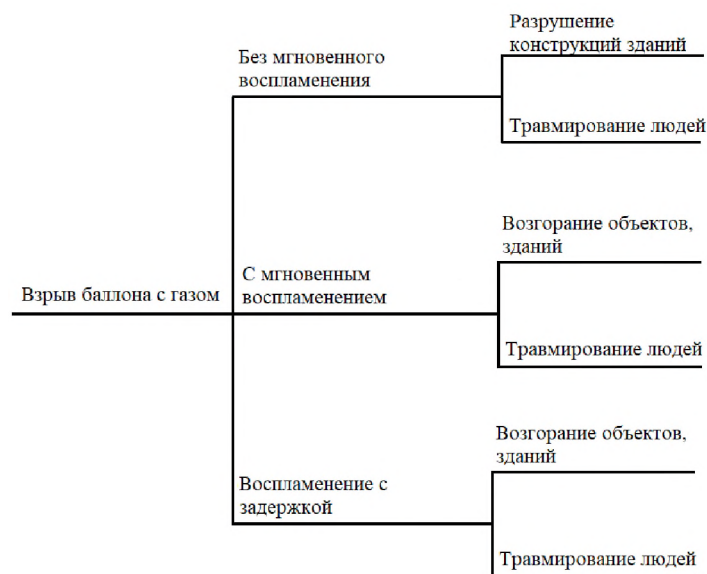 Разрушение
конструкций зданий
Без мгновенного
воспламенения
Травмирование людей
Возгорание объектов,
зданий
С мгновенным
воспламенением
Взрыв баллона с газом
Травмирование людей
Возгорание объектов,
зданий
Воспламенение с
задержкой
Травмирование людей